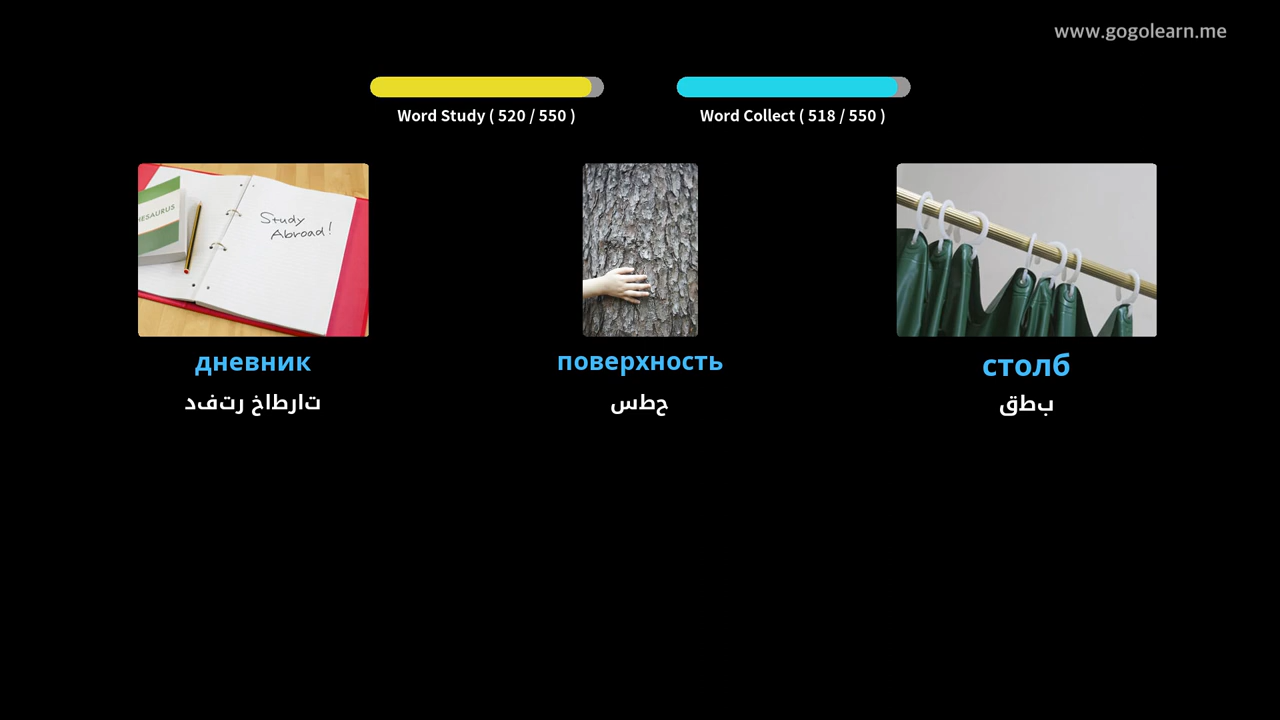 www.gogolearn.me
Word Study ( 520 / 550 )
Word Collect ( 518 / 550 )
THESAURUS
Study
Abroad!
дневник
поверхность
столб
تارطاخ رتفد
حطس
بطق